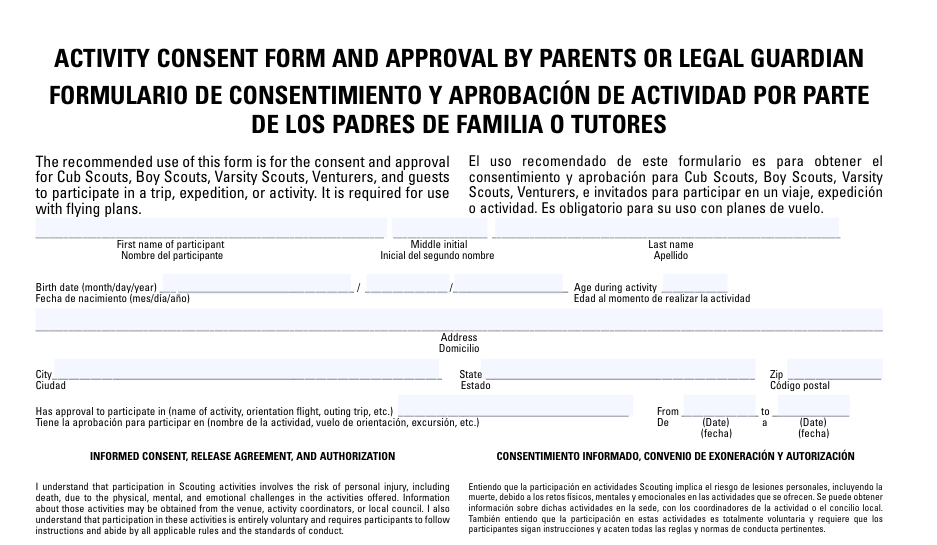 ACTIVITY CONSENT FORM AND APPROVAL BY PARENTS OR LEGAL GUARDIAN
FORMULARIO DE CONSENTIMIENTO Y APROBACIÓN DE ACTIVIDAD POR PARTE
DE LOS PADRES DE FAMILIA O TUTORES
The recommended use of this form is for the consent and approval
for Cub Scouts, Boy Scouts, Varsity Scouts, Venturers, and guests
to participate in a trip, expedition, or activity. It is required for use
with flying plans.
El uso recomendado de este formulario es para obtener el
consentimiento y aprobación para Cub Scouts, Boy Scouts, Varsity
Scouts, Venturers, e invitados para participar en un viaje, expedición
o actividad. Es obligatorio para su uso con planes de vuelo.
First name of participant Middle initial Last name
Nombre del participante Inicial del segundo nombre Apellido
Birth date (month/day/year) / / Age during activity
Fecha de nacimiento (mes/día/año) Edad al momento de realizar la actividad
Address
Domicilio
City State Zip
Ciudad Estado Código postal
Has approval to participate in (name of activity, orientation flight, outing trip, etc.) From to
Tiene la aprobación para participar en (nombre de la actividad, vuelo de orientación, excursión, etc.) De (Date) a (Date)
(fecha) (fecha)
INFORMED CONSENT, RELEASE AGREEMENT, AND AUTHORIZATION
I understand that participation in Scouting activities involves the risk of personal injury, including
death, due to the physical, mental, and emotional challenges in the activities offered. Information
about those activities may be obtained from the venue, activity coordinators, or local council. I also
understand that participation in these activities is entirely voluntary and requires participants to follow
instructions and abide by all applicable rules and the standards of conduct.
CONSENTIMIENTO INFORMADO, CONVENIO DE EXONERACIÓN Y AUTORIZACIÓN
Entiendo que la participación en actividades Scouting implica el riesgo de lesiones personales, incluyendo la
muerte, debido a los retos físicos, mentales y emocionales en las actividades que se ofrecen. Se puede obtener
información sobre dichas actividades en la sede, con los coordinadores de la actividad o el concilio local.
También entiendo que la participación en estas actividades es totalmente voluntaria y requiere que los
participantes sigan instrucciones y acaten todas las reglas y normas de conducta pertinentes.